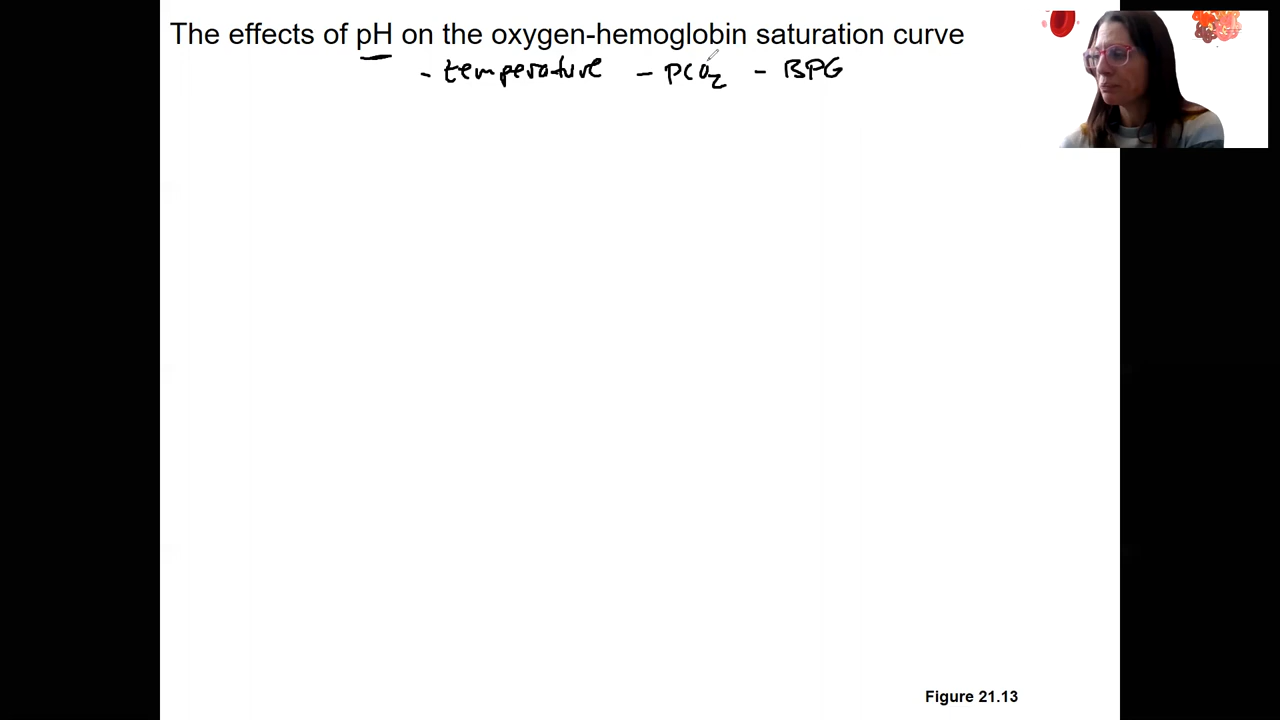 The effects of pH on the oxygen-hemoglobin saturation curve
- temperature - PCO₂ - BPG
Figure 21.13